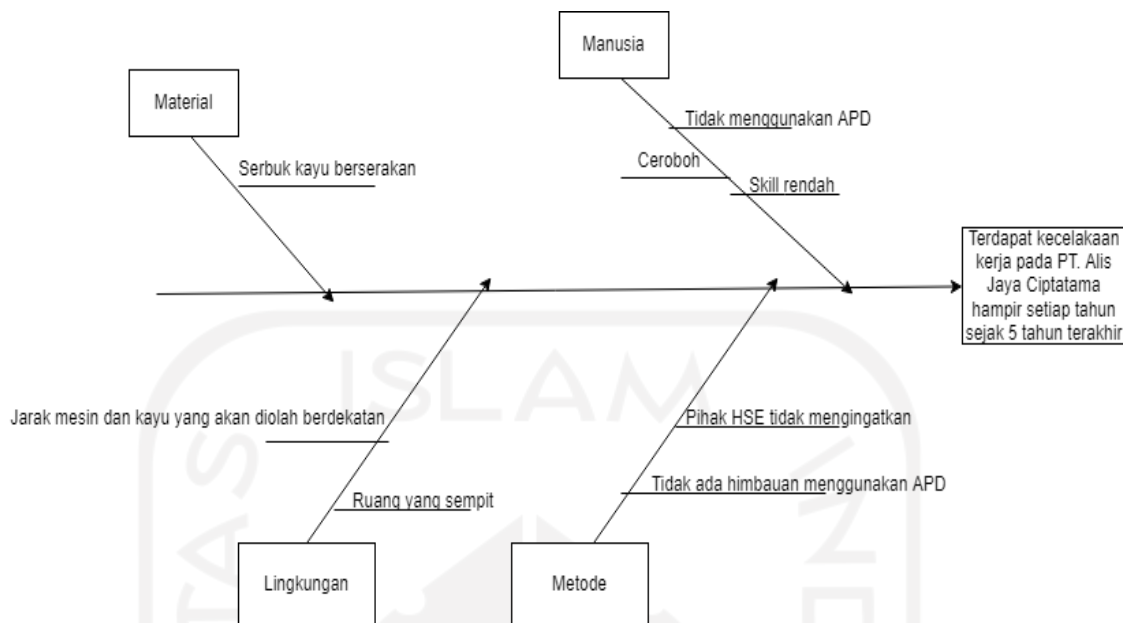 Manusia
Material
Tidak menggunakan APD
Ceroboh
Serbuk kayu berserakan
Skill rendah
Terdapat kecelakaan
kerja pada PT. Alis
Jaya Ciptatama
hampir setiap tahun
sejak 5 tahun terakhir
ISLAM
Jarak mesin dan kayu yang akan diolah berdekatan
Pihak HSE tidak mengingatkan
Tidak ada himbauan menggunakan APD
Ruang yang sempit
Lingkungan
Metode